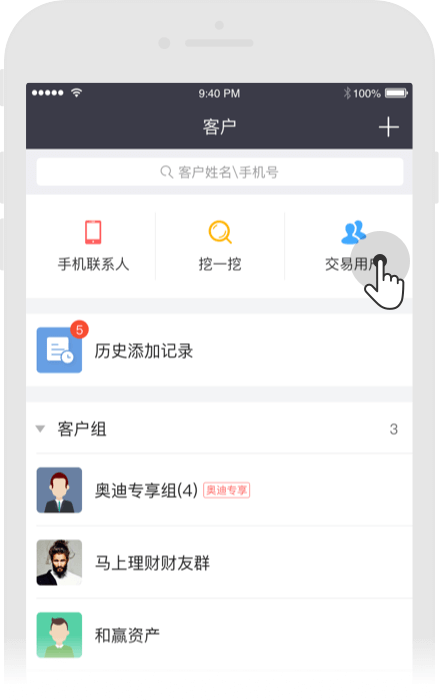 9:40 PM
100%
客户
客户姓名\手机号
手机联系人
挖一挖
交易用户
5
历史添加记录
客户组
3
奥迪专享组(4) 奥迪专享
马上理财财友群
和赢资产